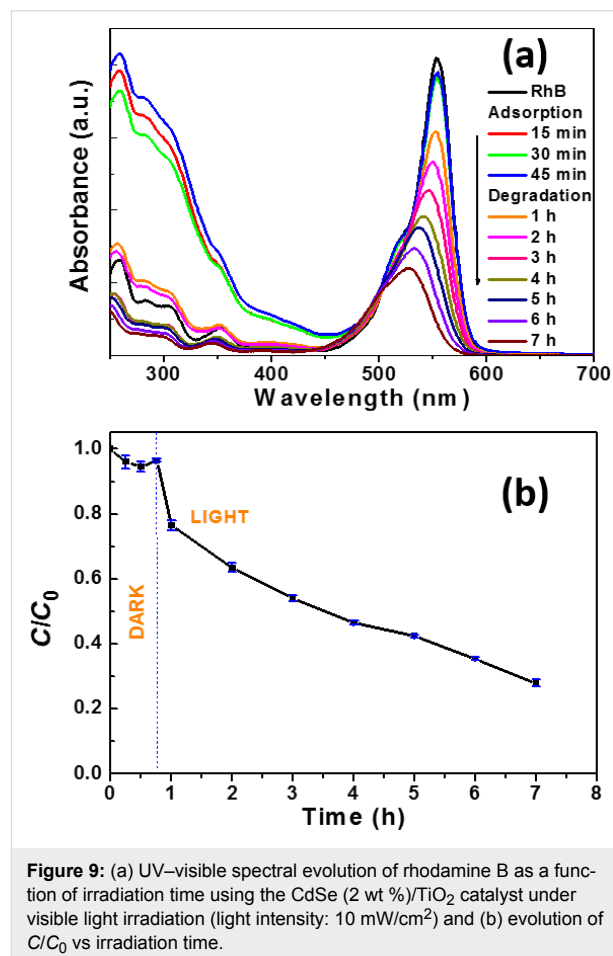 (a)
RhB
Adsorption
15 min
30 min
45 min
Degradation
1 h
2 h
3 h
4 h
5 h
6 h
7 h
Absorbance (a.u.)
300 400 500 600 700
Wavelength (nm)
(b)
1.0
0.8
0.6
0.4
0.2
0.0
C/C₀
DARK
LIGHT
0 1 2 3 4 5 6 7 8
Time (h)
Figure 9: (a) UV–visible spectral evolution of rhodamine B as a func-
tion of irradiation time using the CdSe (2 wt %)/TiO₂ catalyst under
visible light irradiation (light intensity: 10 mW/cm²) and (b) evolution of
C/C₀ vs irradiation time.